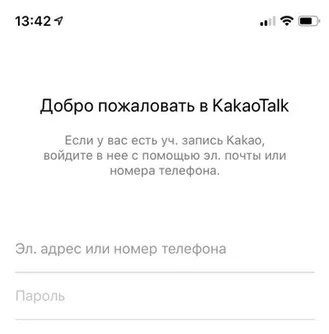 13:42
Добро пожаловать в KakaoTalk
Если у вас есть уч. запись Kakao,
войдите в нее с помощью эл. почты или
номера телефона.
Эл. адрес или номер телефона
Пароль